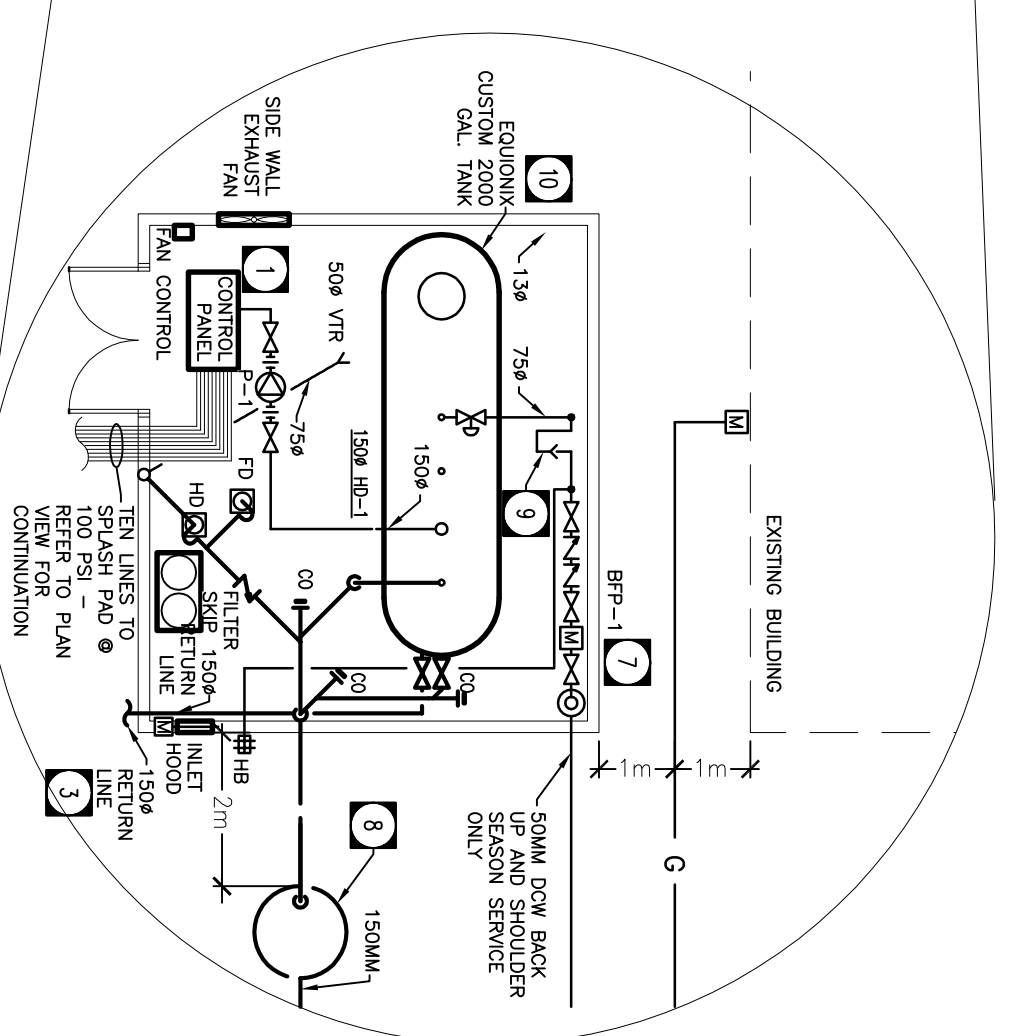 EXISTING BUILDING
M
1m
1m
G
10
EQUIONIX
CUSTOM 2000
GAL. TANK
13ø
75ø
9
BFP-1
7
M
50MM DCW BACK
UP AND SHOULDER
SEASON SERVICE
ONLY
SIDE WALL
EXHAUST
FAN
FAN CONTROL
1
CONTROL
PANEL
50ø VTR
P-1
75ø
150ø HD-1
150ø
FD
HD
CO
CO
CO
FILTER
SKIP
150ø
RETURN
LINE
M
INLET
HOOD
HB
2m
8
150MM
150ø
RETURN
LINE
3
TEN LINES TO
SPLASH PAD @
100 PSI –
REFER TO PLAN
VIEW FOR
CONTINUATION